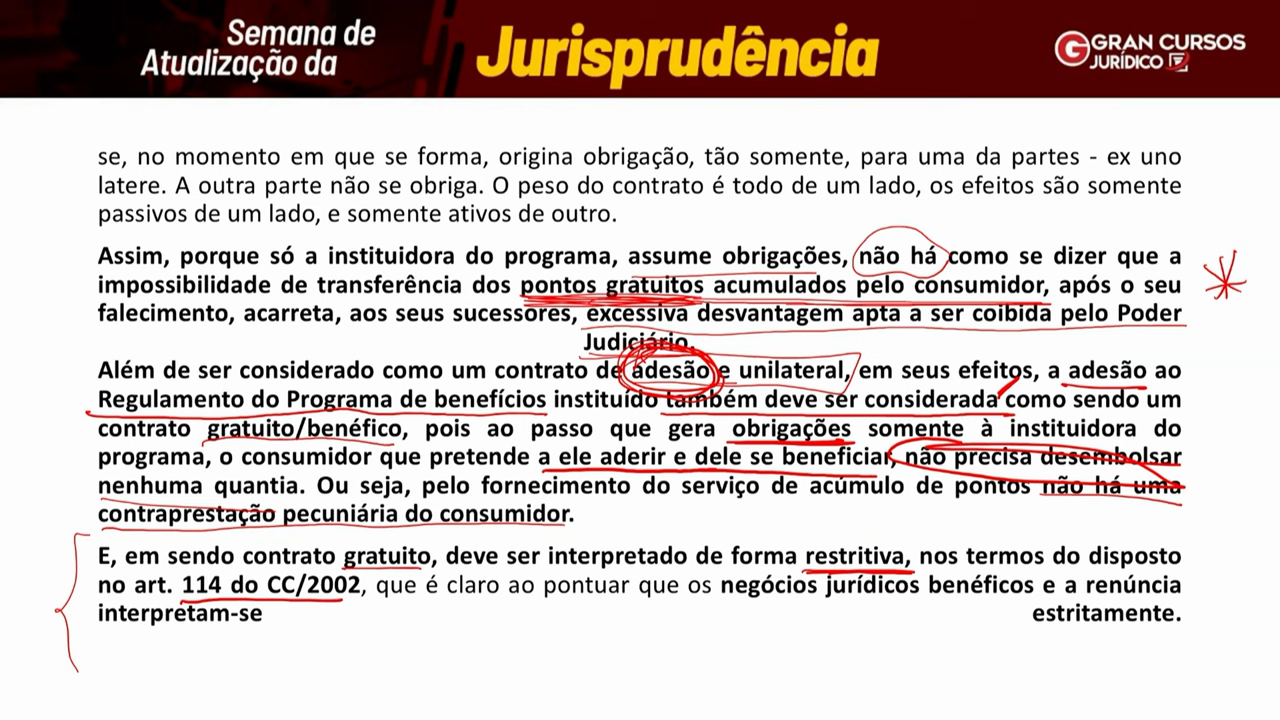 Semana de
Atualização da
Jurisprudência
GRAN CURSOS
JURÍDICO
se, no momento em que se forma, origina obrigação, tão somente, para uma da partes - ex uno
latere. A outra parte não se obriga. O peso do contrato é todo de um lado, os efeitos são somente
passivos de um lado, e somente ativos de outro.
Assim, porque só a instituidora do programa, assume obrigações, não há como se dizer que a
impossibilidade de transferência dos pontos gratuitos acumulados pelo consumidor, após o seu
falecimento, acarreta, aos seus sucessores, excessiva desvantagem apta a ser coibida pelo Poder
Judiciário.
Além de ser considerado como um contrato de adesão e unilateral, em seus efeitos, a adesão ao
Regulamento do Programa de benefícios instituído também deve ser considerada como sendo um
contrato gratuito/benéfico, pois ao passo que gera obrigações somente à instituidora do
programa, o consumidor que pretende a ele aderir e dele se beneficiar, não precisa desembolsar
nenhuma quantia. Ou seja, pelo fornecimento do serviço de acúmulo de pontos não há uma
contraprestação pecuniária do consumidor.
E, em sendo contrato gratuito, deve ser interpretado de forma restritiva, nos termos do disposto
no art. 114 do CC/2002, que é claro ao pontuar que os negócios jurídicos benéficos e a renúncia
interpretam-se estritamente.